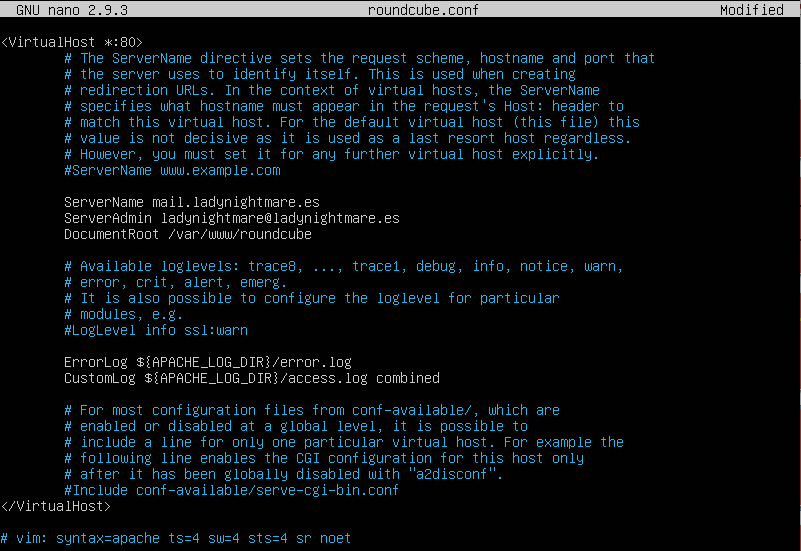 GNU nano 2.9.3 roundcube.conf Modified
<VirtualHost *:80>
# The ServerName directive sets the request scheme, hostname and port that
# the server uses to identify itself. This is used when creating
# redirection URLs. In the context of virtual hosts, the ServerName
# specifies what hostname must appear in the request's Host: header to
# match this virtual host. For the default virtual host (this file) this
# value is not decisive as it is used as a last resort host regardless.
# However, you must set it for any further virtual host explicitly.
#ServerName www.example.com
ServerName mail.ladynightmare.es
ServerAdmin ladynightmare@ladynightmare.es
DocumentRoot /var/www/roundcube
# Available loglevels: trace8, ..., trace1, debug, info, notice, warn,
# error, crit, alert, emerg.
# It is also possible to configure the loglevel for particular
# modules, e.g.
#LogLevel info ssl:warn
ErrorLog ${APACHE_LOG_DIR}/error.log
CustomLog ${APACHE_LOG_DIR}/access.log combined
# For most configuration files from conf-available/, which are
# enabled or disabled at a global level, it is possible to
# include a line for only one particular virtual host. For example the
# following line enables the CGI configuration for this host only
# after it has been globally disabled with "a2disconf".
#Include conf-available/serve-cgi-bin.conf
</VirtualHost>
# vim: syntax=apache ts=4 sw=4 sts=4 sr noet